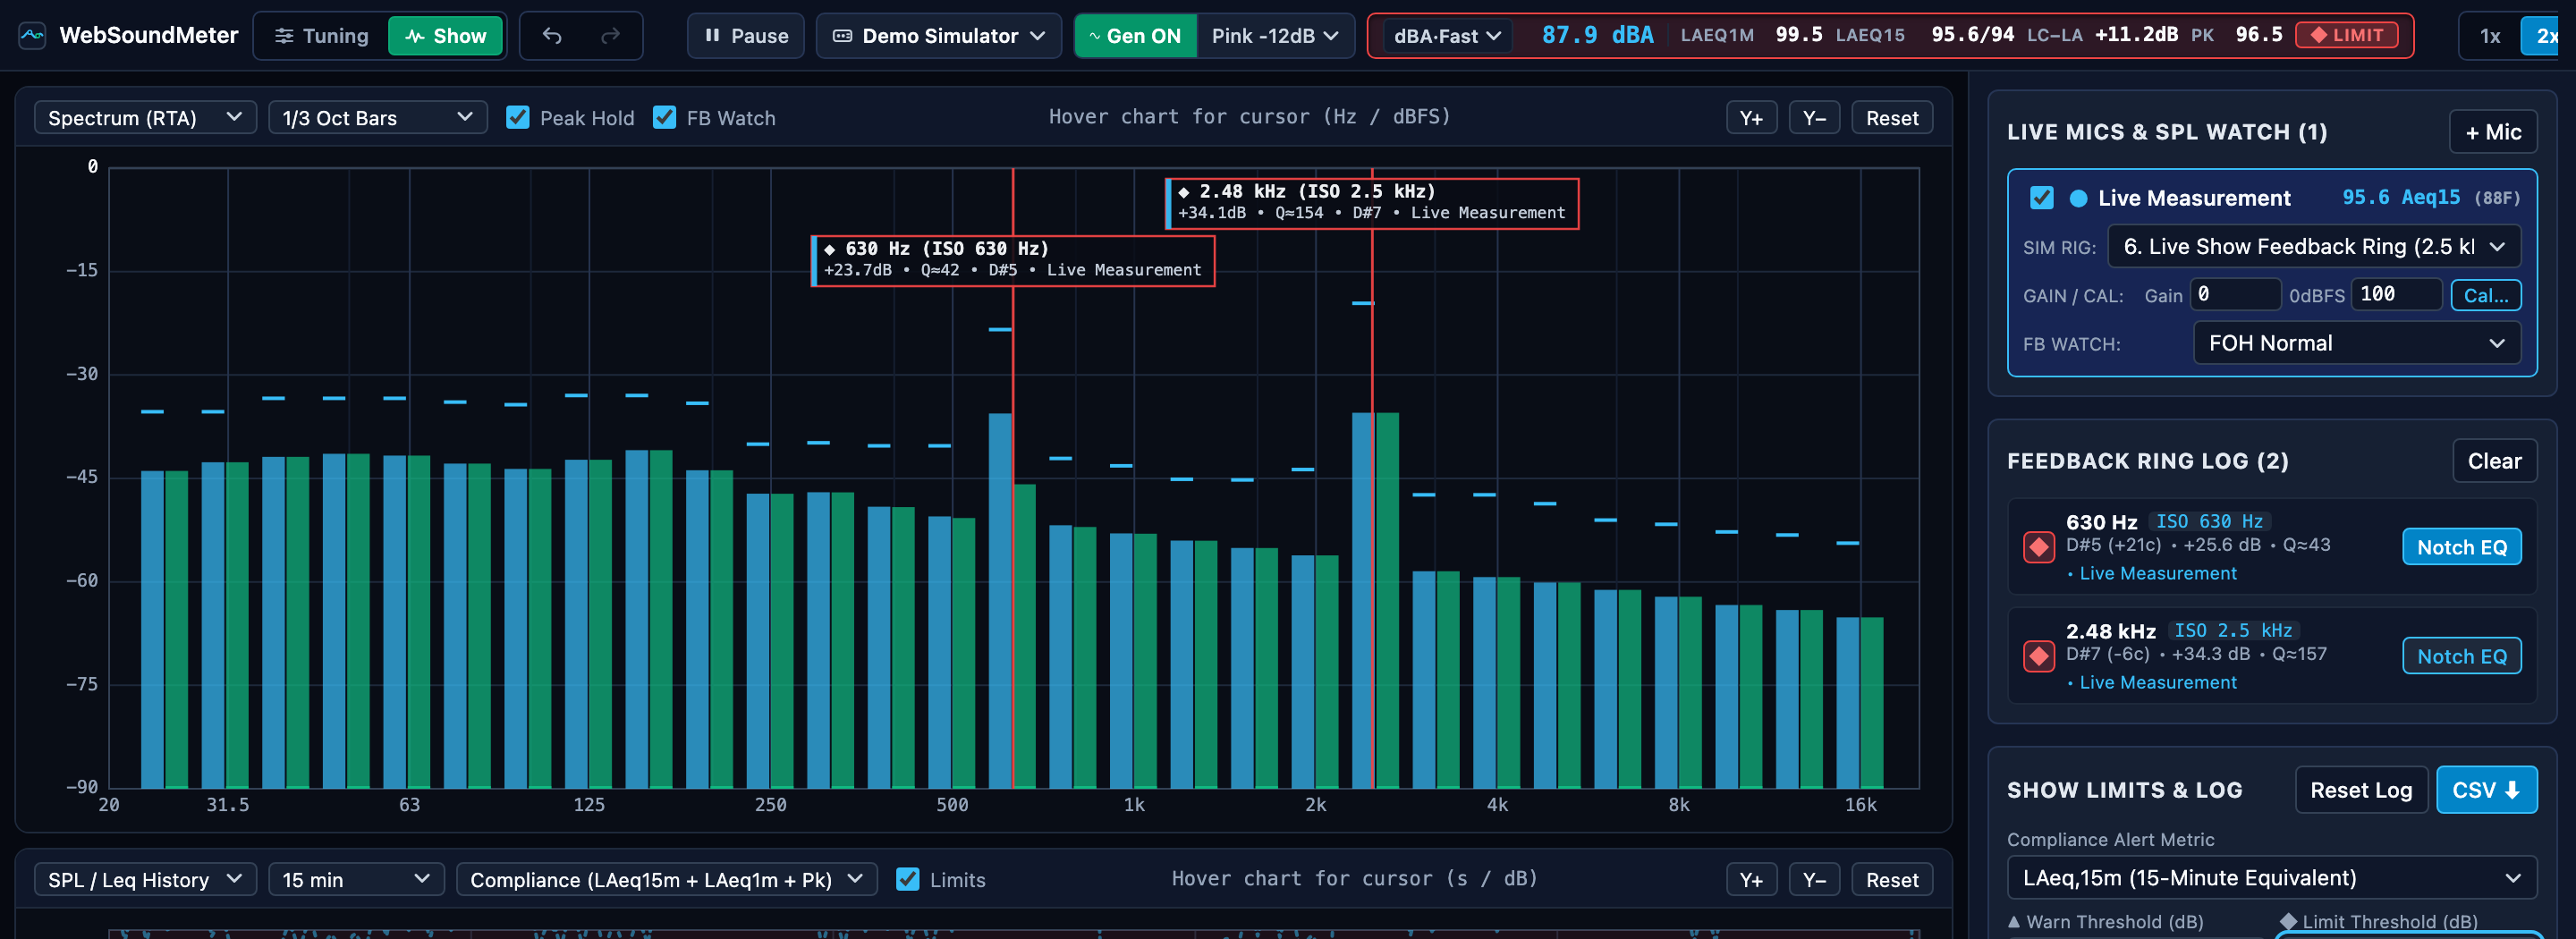 WebSoundMeter Tuning Show Pause Demo Simulator ~ Gen ON Pink -12dB dBA·Fast 87.9 dBA LAEQ1M 99.5 LAEQ15 95.6/94 LC–LA +11.2dB PK 96.5 ◆ LIMIT 1x 2x
Spectrum (RTA) 1/3 Oct Bars Peak Hold FB Watch Hover chart for cursor (Hz / dBFS) Y+ Y− Reset
0
−15
−30
−45
−60
−75
−90
◆ 2.48 kHz (ISO 2.5 kHz)
+34.1dB • Q≈154 • D#7 • Live Measurement
◆ 630 Hz (ISO 630 Hz)
+23.7dB • Q≈42 • D#5 • Live Measurement
20 31.5 63 125 250 500 1k 2k 4k 8k 16k
SPL / Leq History 15 min Compliance (LAeq15m + LAeq1m + Pk) Limits Hover chart for cursor (s / dB) Y+ Y− Reset
LIVE MICS & SPL WATCH (1) + Mic
Live Measurement 95.6 Aeq15 (88F)
SIM RIG: 6. Live Show Feedback Ring (2.5 k
GAIN / CAL: Gain 0 0dBFS 100 Cal...
FB WATCH: FOH Normal
FEEDBACK RING LOG (2) Clear
630 Hz ISO 630 Hz
D#5 (+21c) • +25.6 dB • Q≈43
• Live Measurement
Notch EQ
2.48 kHz ISO 2.5 kHz
D#7 (-6c) • +34.3 dB • Q≈157
• Live Measurement
Notch EQ
SHOW LIMITS & LOG Reset Log CSV ⬇
Compliance Alert Metric
LAeq,15m (15-Minute Equivalent)
▲ Warn Threshold (dB) ◆ Limit Threshold (dB)